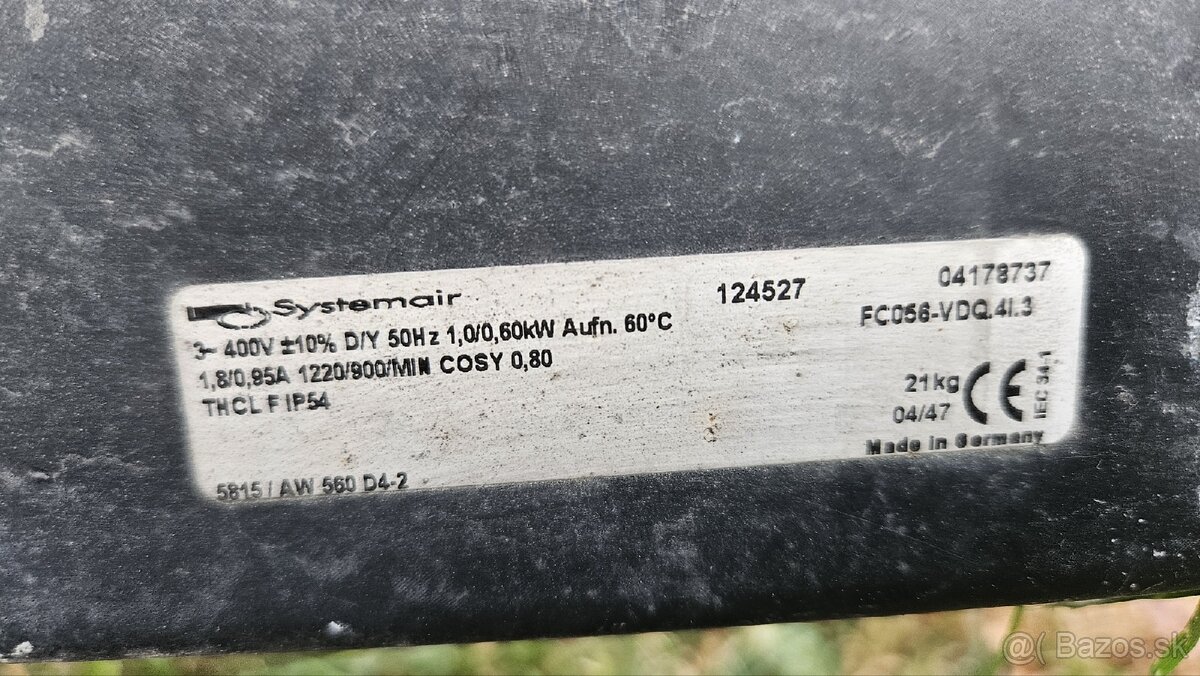 Systemair
124527
04178737
3~ 400V ±10% D/Y 50Hz 1,0/0,60kW Aufn. 60°C
FC056-VDQ.4I.3
1,8/0,95A 1220/900/MIN COSY 0,80
THCL F IP54
21kg CE
04/47
IEC 34-1
Made in Germany
5815 / AW 560 D4-2
@( Bazos.sk